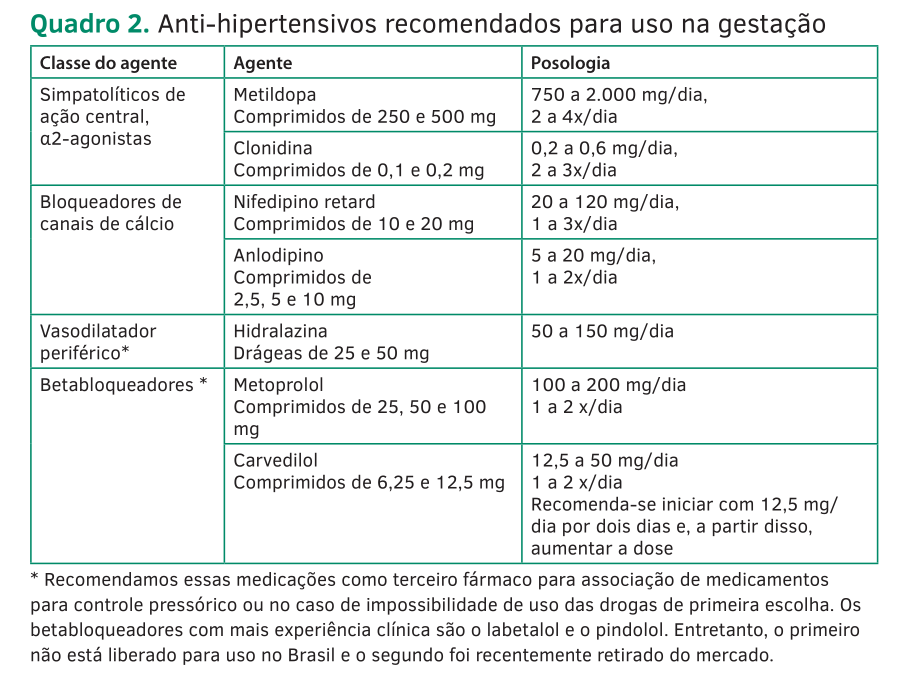 Quadro 2. Anti-hipertensivos recomendados para uso na gestação
Classe do agente
Agente
Posologia
Simpatolíticos de
ação central,
α2-agonistas
Metildopa
Comprimidos de 250 e 500 mg
750 a 2.000 mg/dia,
2 a 4x/dia
Clonidina
Comprimidos de 0,1 e 0,2 mg
0,2 a 0,6 mg/dia,
2 a 3x/dia
Bloqueadores de
canais de cálcio
Nifedipino retard
Comprimidos de 10 e 20 mg
20 a 120 mg/dia,
1 a 3x/dia
Anlodipino
Comprimidos de
2,5, 5 e 10 mg
5 a 20 mg/dia,
1 a 2x/dia
Vasodilatador
periférico*
Hidralazina
Drágeas de 25 e 50 mg
50 a 150 mg/dia
Betabloqueadores *
Metoprolol
Comprimidos de 25, 50 e 100
mg
100 a 200 mg/dia
1 a 2 x/dia
Carvedilol
Comprimidos de 6,25 e 12,5 mg
12,5 a 50 mg/dia
1 a 2 x/dia
Recomenda-se iniciar com 12,5 mg/
dia por dois dias e, a partir disso,
aumentar a dose
* Recomendamos essas medicações como terceiro fármaco para associação de medicamentos
para controle pressórico ou no caso de impossibilidade de uso das drogas de primeira escolha. Os
betabloqueadores com mais experiência clínica são o labetalol e o pindolol. Entretanto, o primeiro
não está liberado para uso no Brasil e o segundo foi recentemente retirado do mercado.